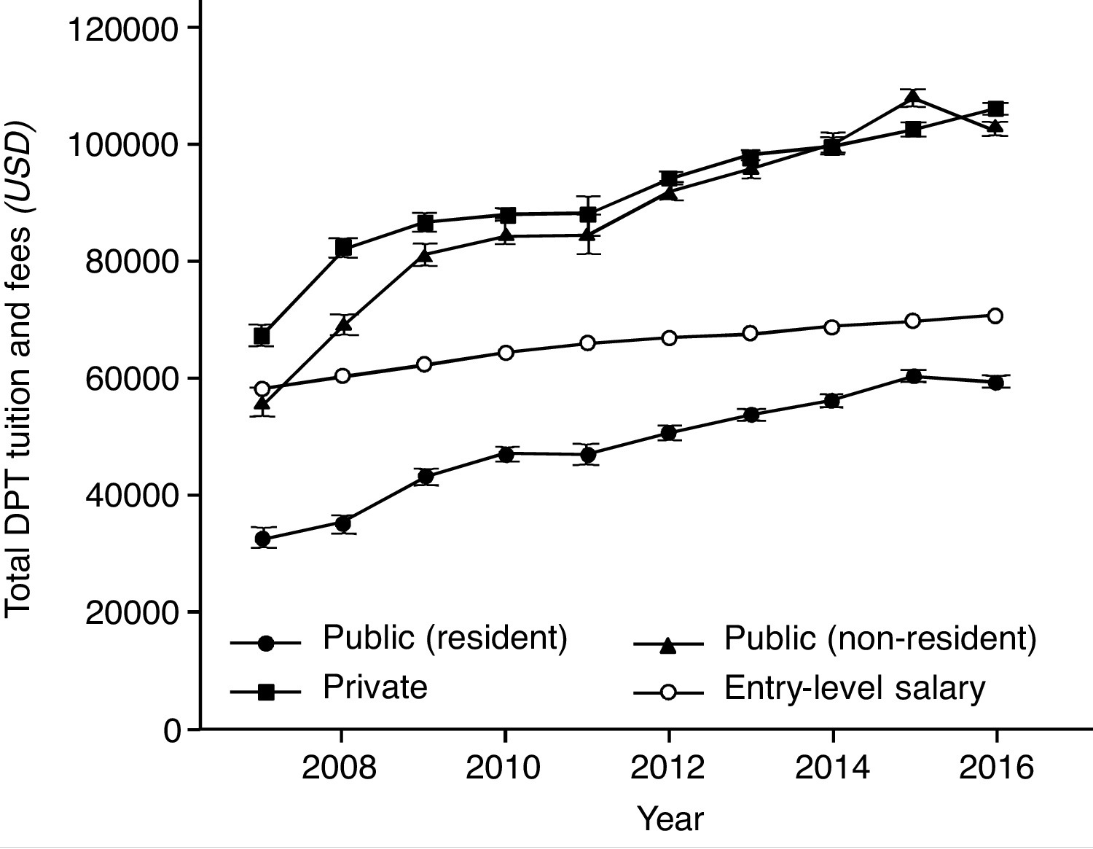 Total DPT tuition and fees (USD)
120000
100000
80000
60000
40000
20000
0
Public (resident)
Public (non-resident)
Private
Entry-level salary
2008
2010
2012
2014
2016
Year